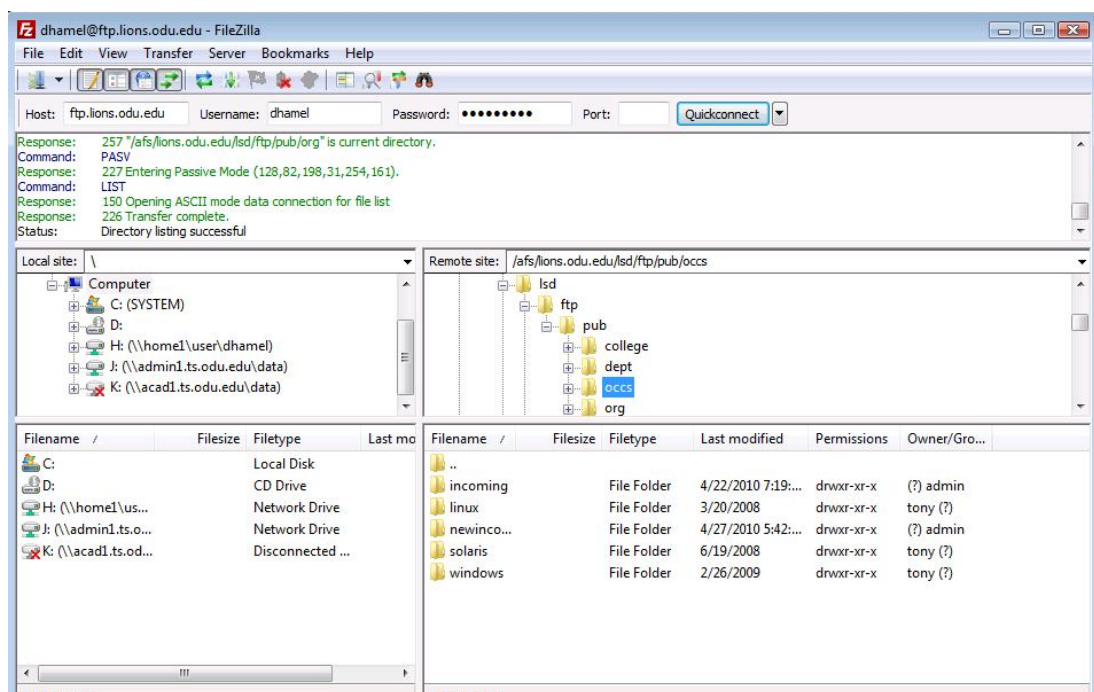 dhamel@ftp.lions.odu.edu - FileZilla
File Edit View Transfer Server Bookmarks Help
Host: ftp.lions.odu.edu Username: dhamel Password: ●●●●●●●●● Port: Quickconnect
Response: 257 "/afs/lions.odu.edu/lsd/ftp/pub/org" is current directory.
Command: PASV
Response: 227 Entering Passive Mode (128,82,198,31,254,161).
Command: LIST
Response: 150 Opening ASCII mode data connection for file list
Response: 226 Transfer complete.
Status: Directory listing successful
Local site: \
Computer
C: (SYSTEM)
D:
H: (\\home1\user\dhamel)
J: (\\admin1.ts.odu.edu\data)
K: (\\acad1.ts.odu.edu\data)
Remote site: /afs/lions.odu.edu/lsd/ftp/pub/occs
lsd
ftp
pub
college
dept
occs
org
Filename / Filesize Filetype Last mo
C: Local Disk
D: CD Drive
H: (\\home1\us... Network Drive
J: (\\admin1.ts.o... Network Drive
K: (\\acad1.ts.od... Disconnected ...
Filename / Filesize Filetype Last modified Permissions Owner/Gro...
..
incoming File Folder 4/22/2010 7:19:... drwxr-xr-x (?) admin
linux File Folder 3/20/2008 drwxr-xr-x tony (?)
newinco... File Folder 4/27/2010 5:42:... drwxr-xr-x (?) admin
solaris File Folder 6/19/2008 drwxr-xr-x tony (?)
windows File Folder 2/26/2009 drwxr-xr-x tony (?)